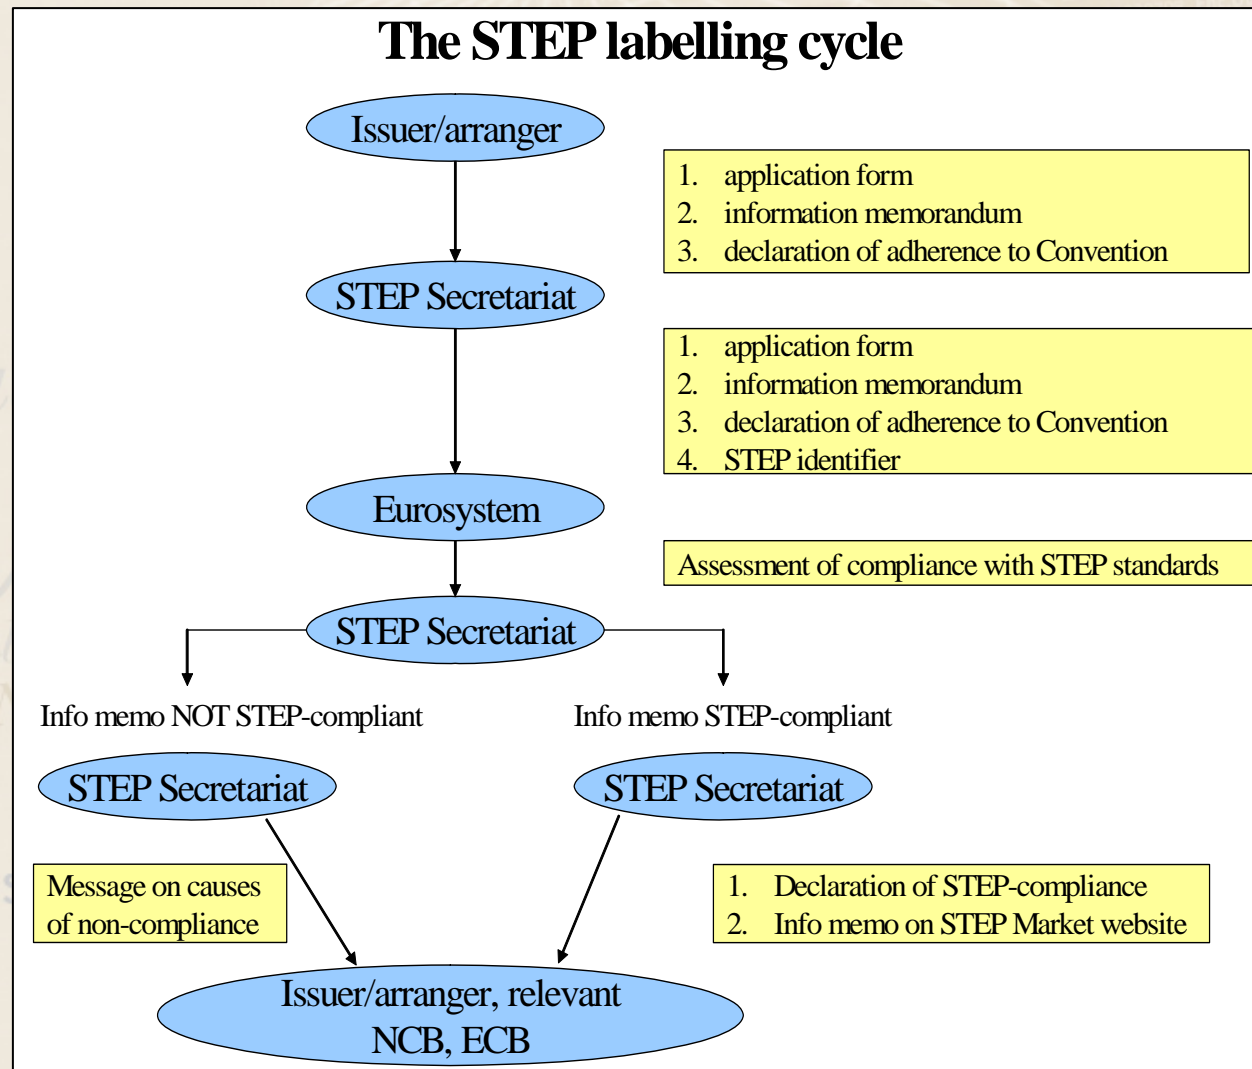 The STEP labelling cycle
Issuer/arranger
1. application form
2. information memorandum
3. declaration of adherence to Convention
STEP Secretariat
1. application form
2. information memorandum
3. declaration of adherence to Convention
4. STEP identifier
Eurosystem
Assessment of compliance with STEP standards
STEP Secretariat
Info memo NOT STEP-compliant
Info memo STEP-compliant
STEP Secretariat
STEP Secretariat
Message on causes
of non-compliance
1. Declaration of STEP-compliance
2. Info memo on STEP Market website
Issuer/arranger, relevant
NCB, ECB